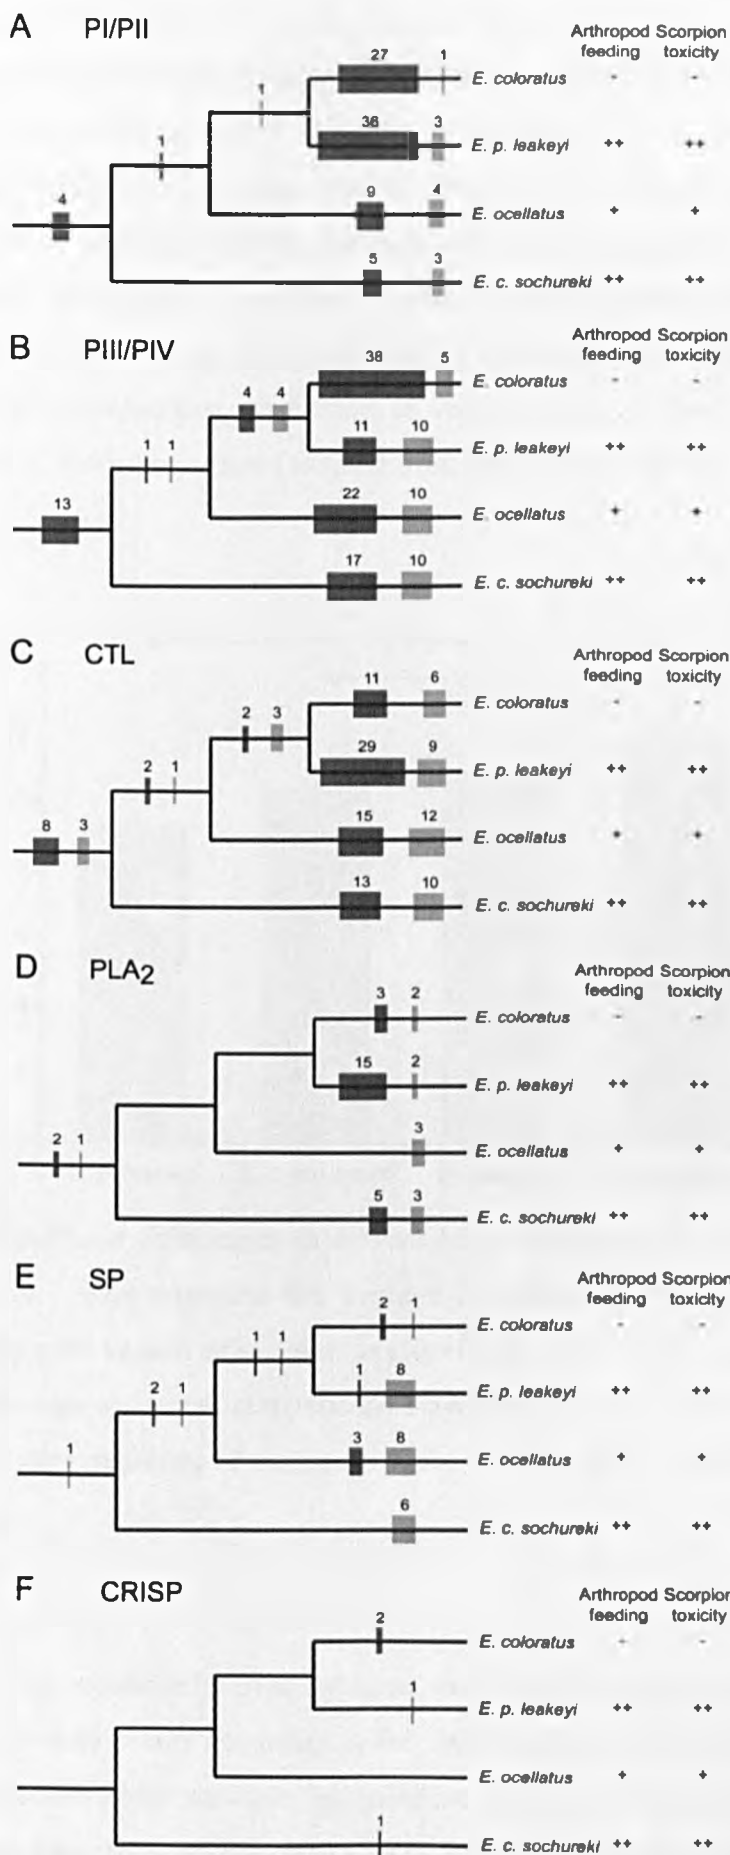 A PI/PII
Arthropod feeding Scorpion toxicity
27 1
E. coloratus - -
1
36 3
E. p. leakeyi ++ ++
1
9 4
E. ocellatus + +
4
5 3
E. c. sochureki ++ ++
B PIII/PIV
Arthropod feeding Scorpion toxicity
38 5
E. coloratus - -
4 4
11 10
E. p. leakeyi ++ ++
1 1
22 10
E. ocellatus + +
13
17 10
E. c. sochureki ++ ++
C CTL
Arthropod feeding Scorpion toxicity
11 6
E. coloratus - -
2 3
29 9
E. p. leakeyi ++ ++
2 1
15 12
E. ocellatus + +
8 3
13 10
E. c. sochureki ++ ++
D PLA2
Arthropod feeding Scorpion toxicity
3 2
E. coloratus - -
15 2
E. p. leakeyi ++ ++
3
E. ocellatus + +
2 1
5 3
E. c. sochureki ++ ++
E SP
Arthropod feeding Scorpion toxicity
2 1
E. coloratus - -
1 1
1 8
E. p. leakeyi ++ ++
2 1
3 8
E. ocellatus + +
1
6
E. c. sochureki ++ ++
F CRISP
Arthropod feeding Scorpion toxicity
2
E. coloratus - -
1
E. p. leakeyi ++ ++
E. ocellatus + +
1
E. c. sochureki ++ ++